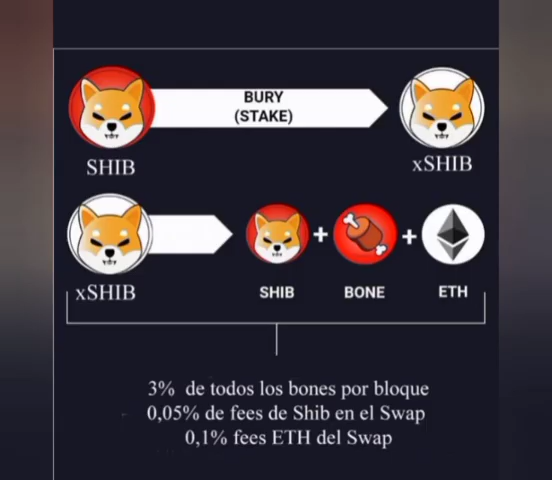 BURY
(STAKE)
SHIB
xSHIB
xSHIB
SHIB
BONE
ETH
3% de todos los bones por bloque
0,05% de fees de Shib en el Swap
0,1% fees ETH del Swap